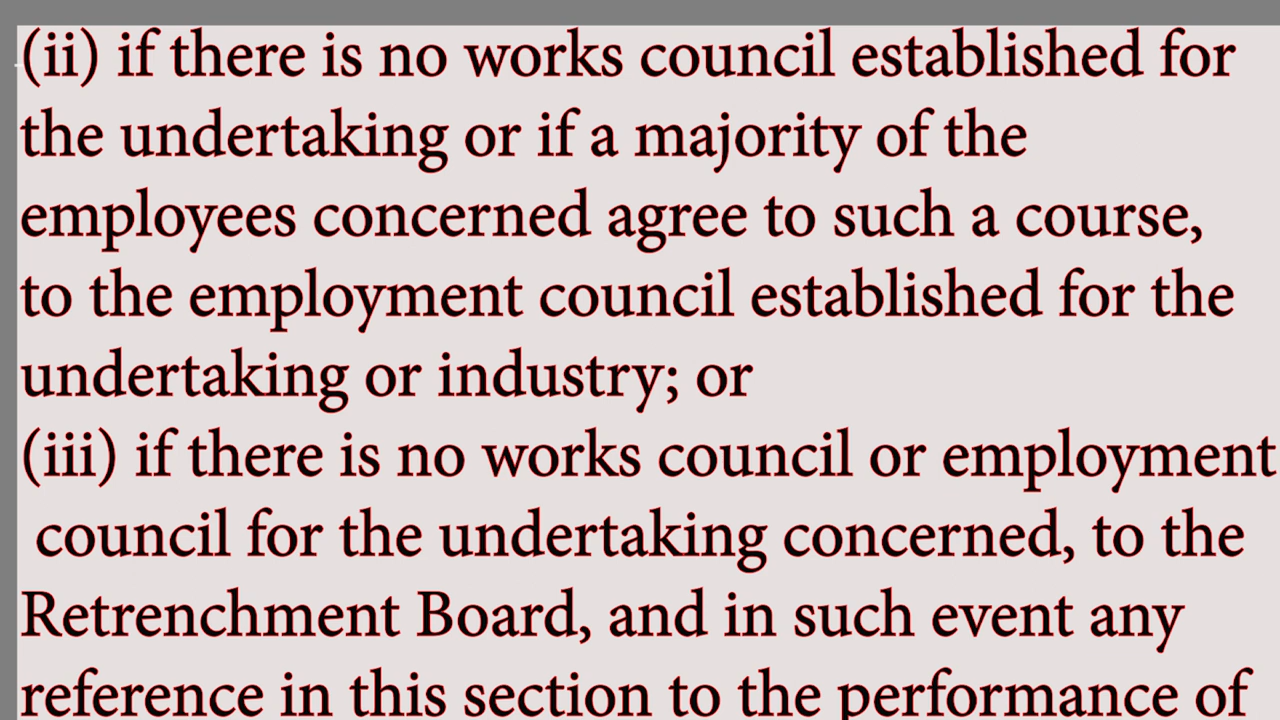 (ii) if there is no works council established for
the undertaking or if a majority of the
employees concerned agree to such a course,
to the employment council established for the
undertaking or industry; or
(iii) if there is no works council or employment
council for the undertaking concerned, to the
Retrenchment Board, and in such event any
reference in this section to the performance of